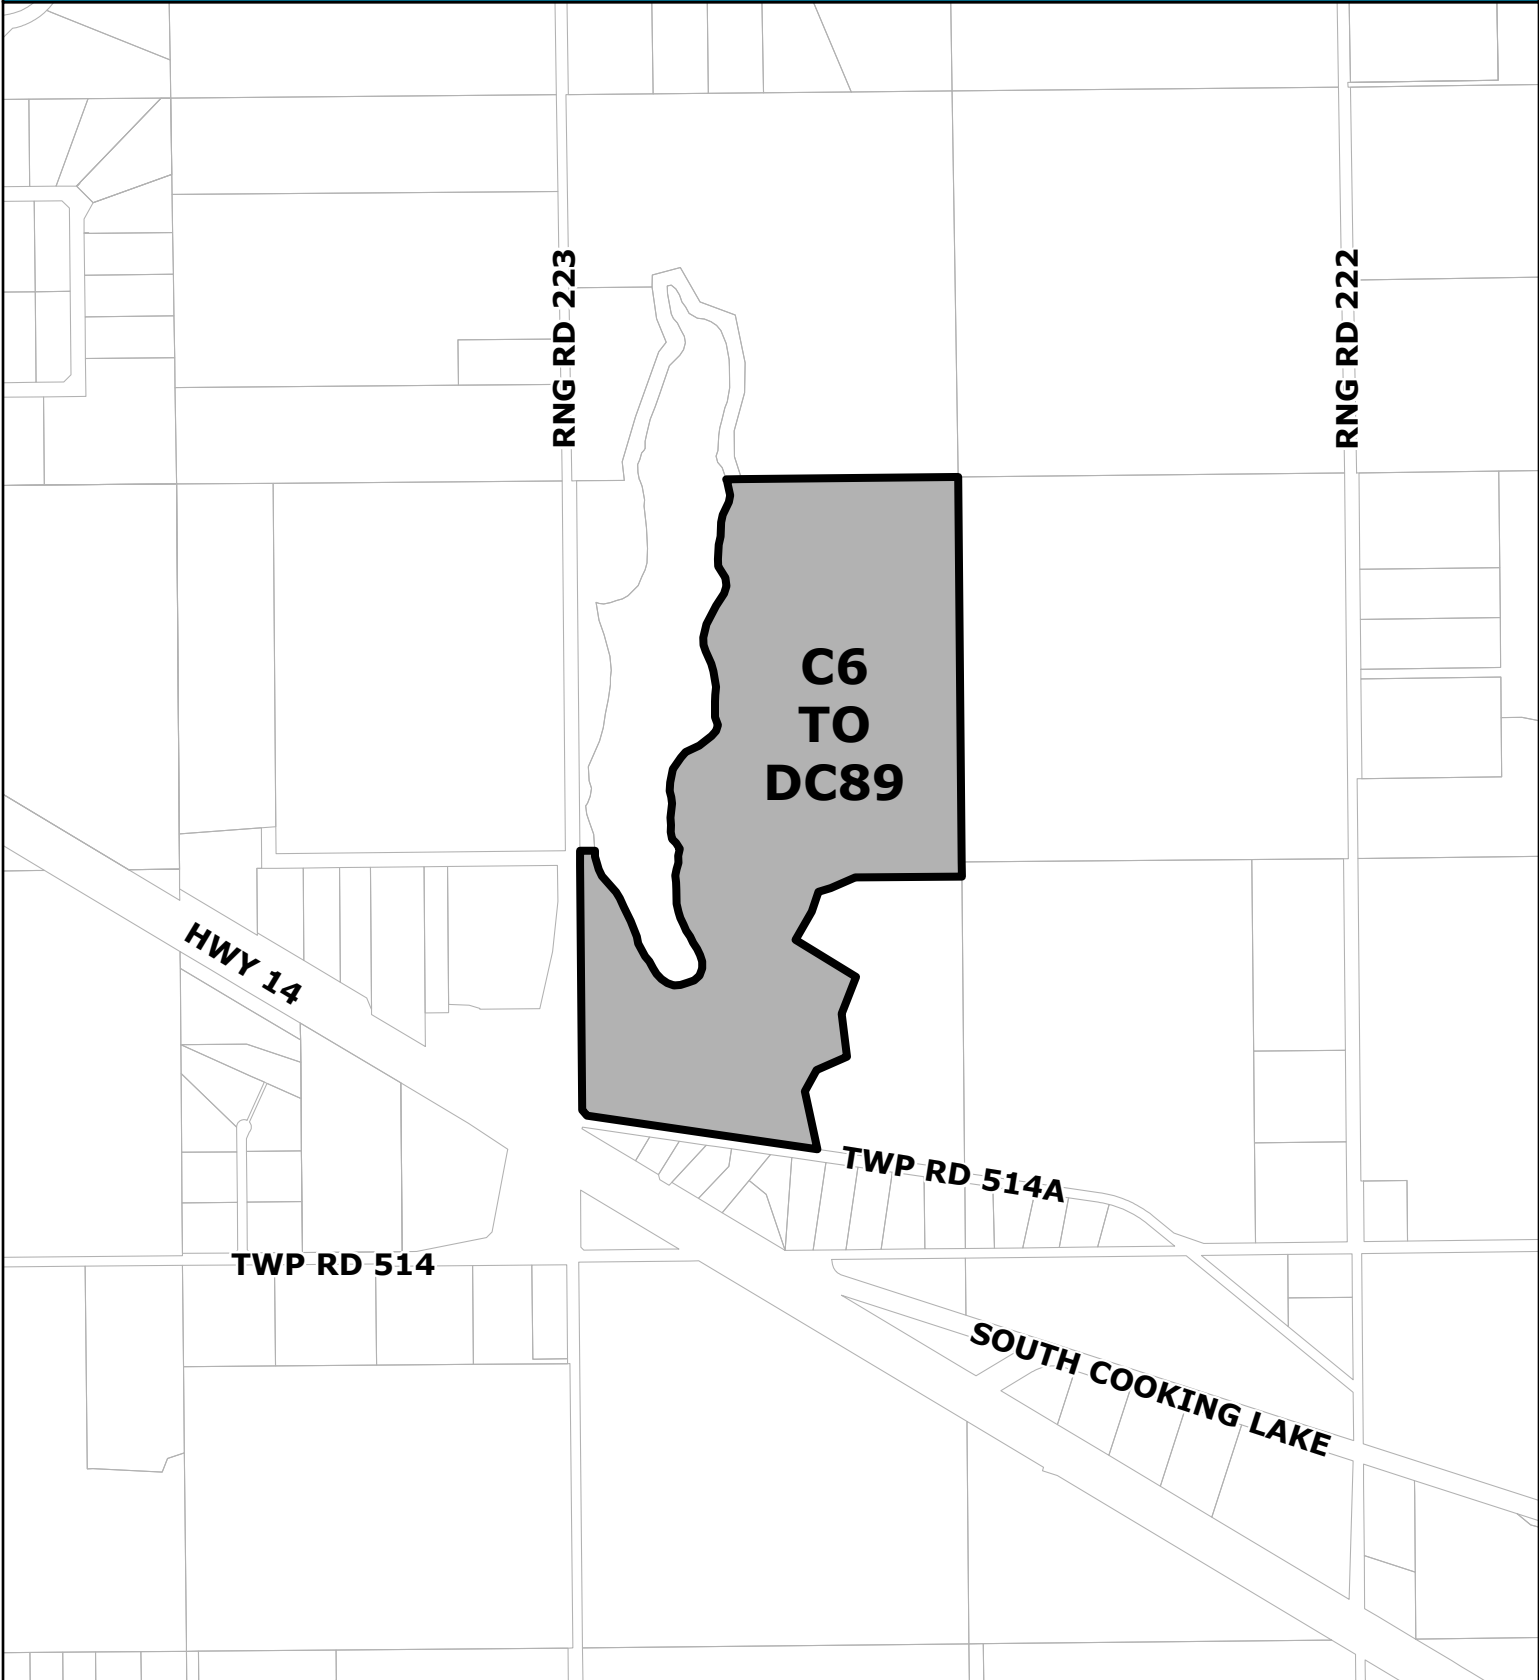 RNG RD 223
RNG RD 222
C6
TO
DC89
HWY 14
TWP RD 514A
TWP RD 514
SOUTH COOKING LAKE